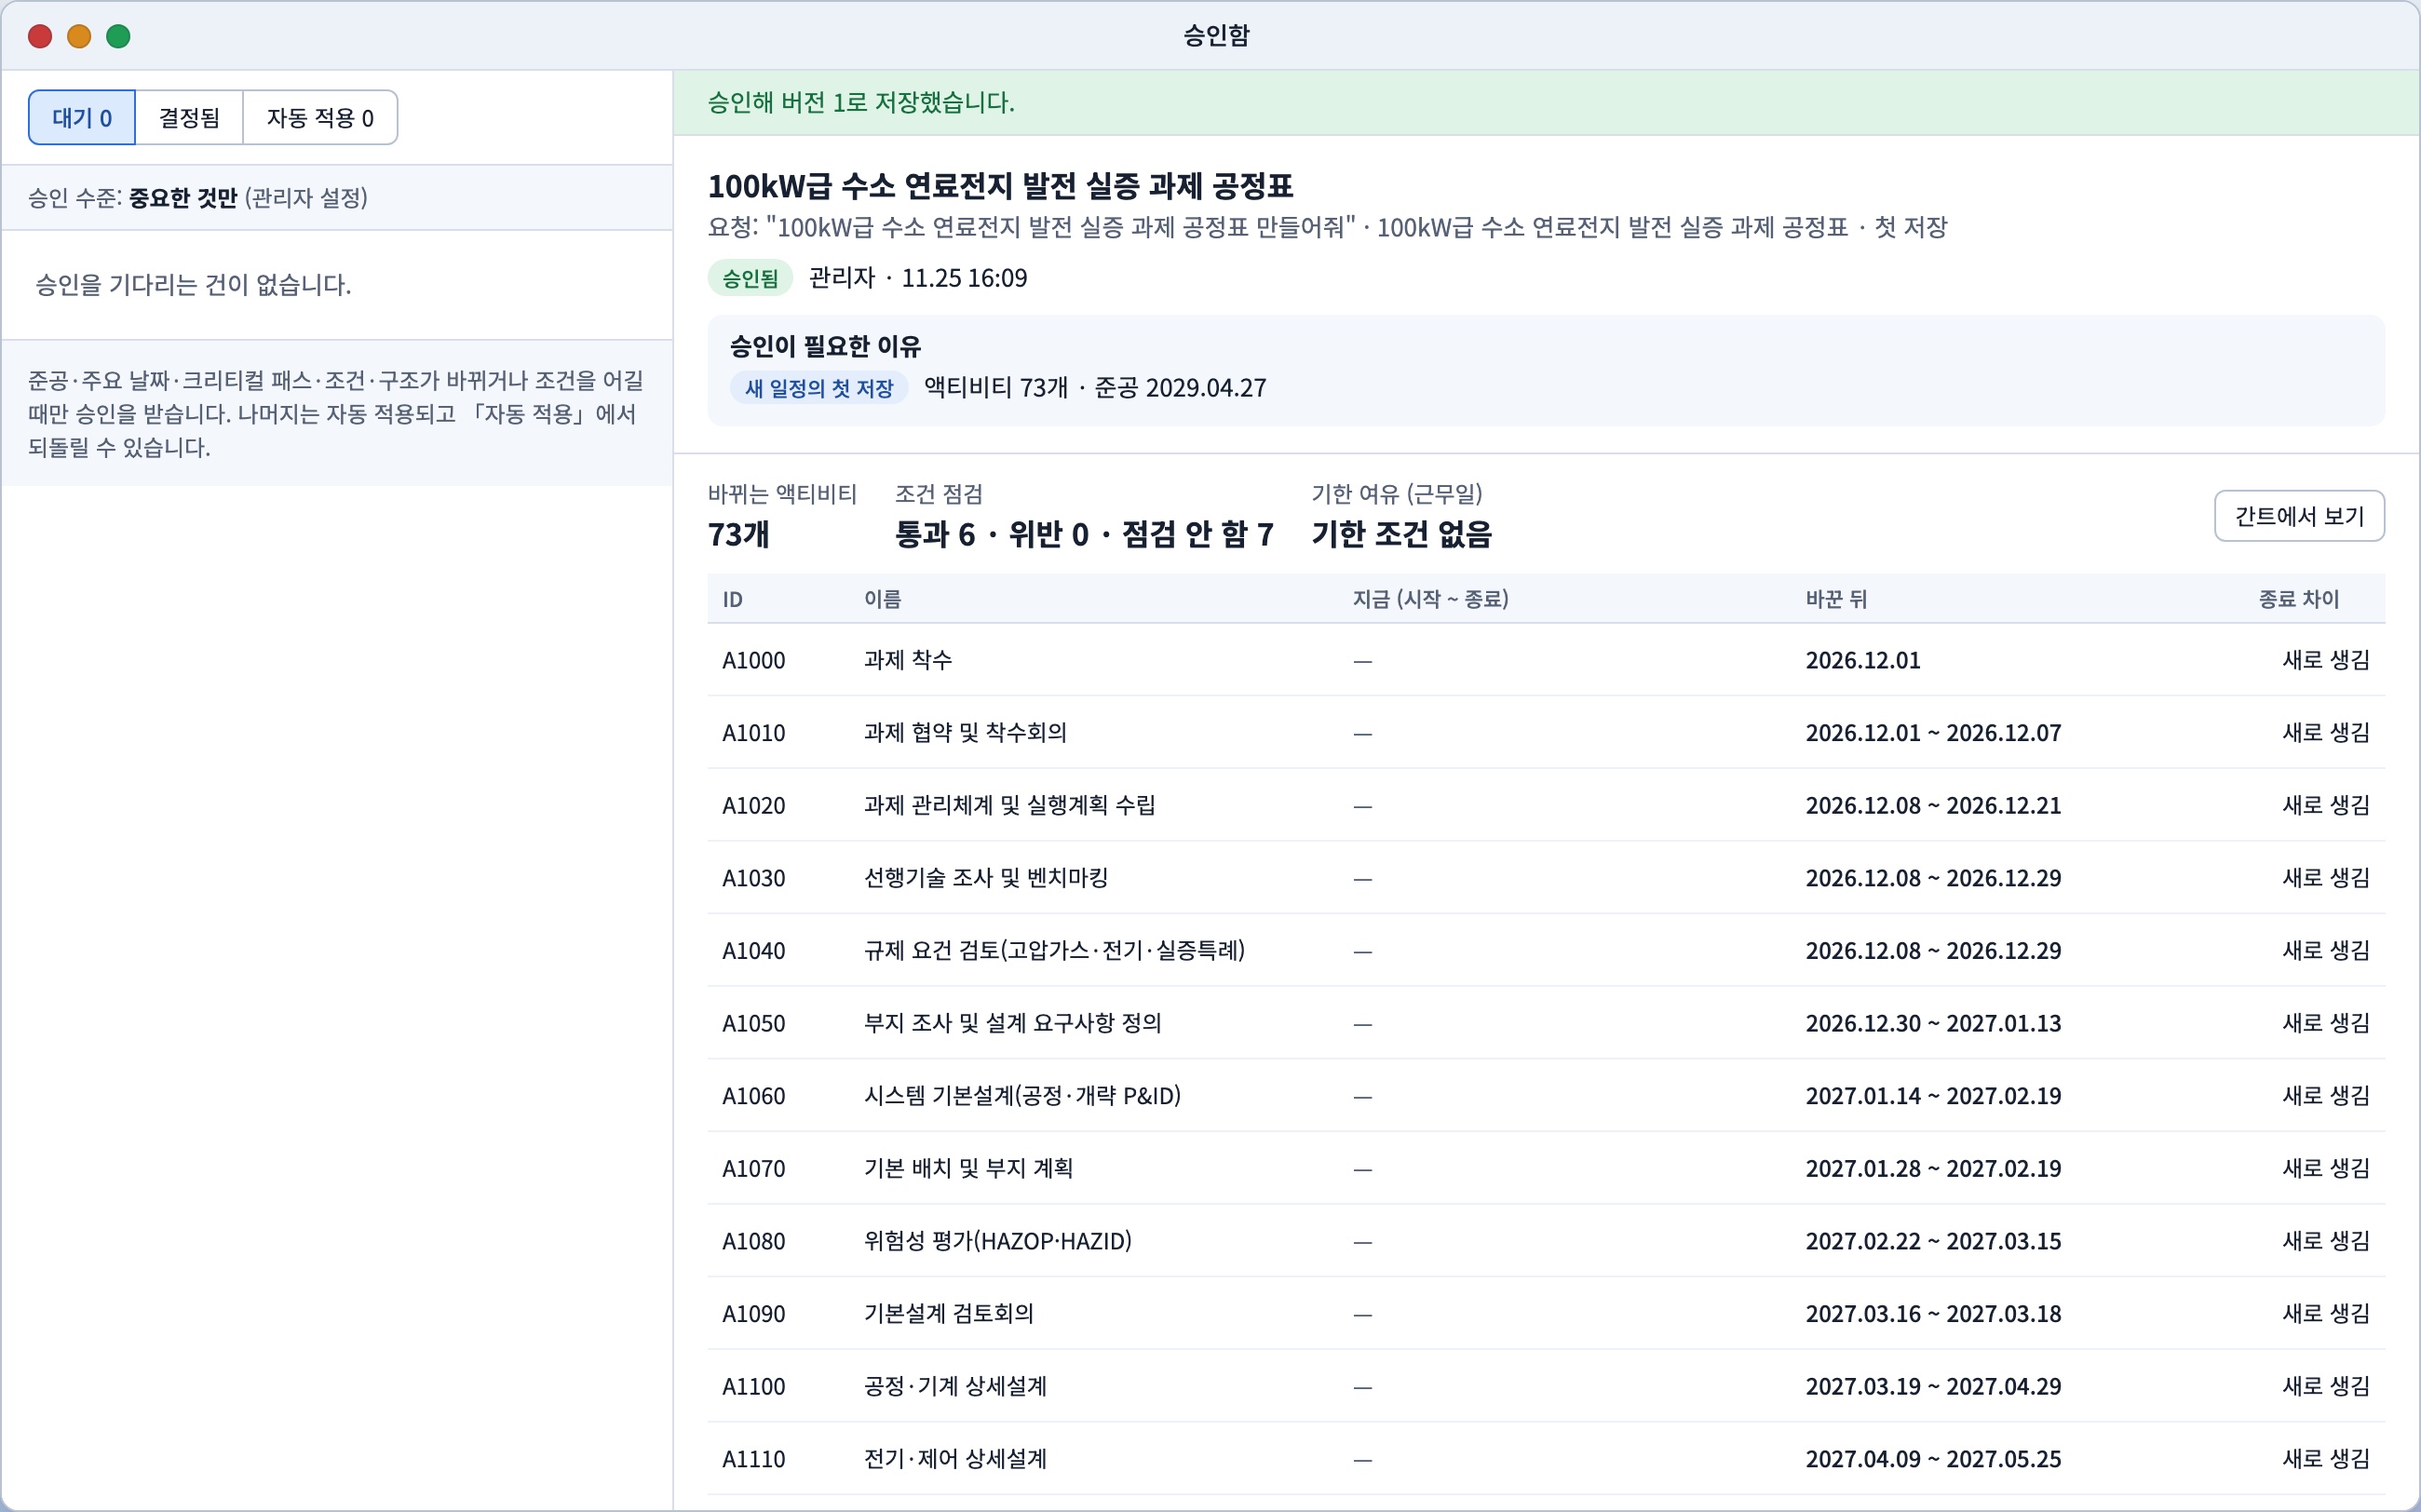 승인함
대기 0
결정됨
자동 적용 0
승인 수준: 중요한 것만 (관리자 설정)
승인을 기다리는 건이 없습니다.
준공·주요 날짜·크리티컬 패스·조건·구조가 바뀌거나 조건을 어길
때만 승인을 받습니다. 나머지는 자동 적용되고 「자동 적용」에서
되돌릴 수 있습니다.
승인해 버전 1로 저장했습니다.
100kW급 수소 연료전지 발전 실증 과제 공정표
요청: "100kW급 수소 연료전지 발전 실증 과제 공정표 만들어줘" · 100kW급 수소 연료전지 발전 실증 과제 공정표 · 첫 저장
승인됨 관리자 · 11.25 16:09
승인이 필요한 이유
새 일정의 첫 저장 액티비티 73개 · 준공 2029.04.27
바뀌는 액티비티 조건 점검 기한 여유 (근무일)
73개 통과 6 · 위반 0 · 점검 안 함 7 기한 조건 없음
간트에서 보기
ID 이름 지금 (시작 ~ 종료) 바꾼 뒤 종료 차이
A1000 과제 착수 — 2026.12.01 새로 생김
A1010 과제 협약 및 착수회의 — 2026.12.01 ~ 2026.12.07 새로 생김
A1020 과제 관리체계 및 실행계획 수립 — 2026.12.08 ~ 2026.12.21 새로 생김
A1030 선행기술 조사 및 벤치마킹 — 2026.12.08 ~ 2026.12.29 새로 생김
A1040 규제 요건 검토(고압가스·전기·실증특례) — 2026.12.08 ~ 2026.12.29 새로 생김
A1050 부지 조사 및 설계 요구사항 정의 — 2026.12.30 ~ 2027.01.13 새로 생김
A1060 시스템 기본설계(공정·개략 P&ID) — 2027.01.14 ~ 2027.02.19 새로 생김
A1070 기본 배치 및 부지 계획 — 2027.01.28 ~ 2027.02.19 새로 생김
A1080 위험성 평가(HAZOP·HAZID) — 2027.02.22 ~ 2027.03.15 새로 생김
A1090 기본설계 검토회의 — 2027.03.16 ~ 2027.03.18 새로 생김
A1100 공정·기계 상세설계 — 2027.03.19 ~ 2027.04.29 새로 생김
A1110 전기·제어 상세설계 — 2027.04.09 ~ 2027.05.25 새로 생김